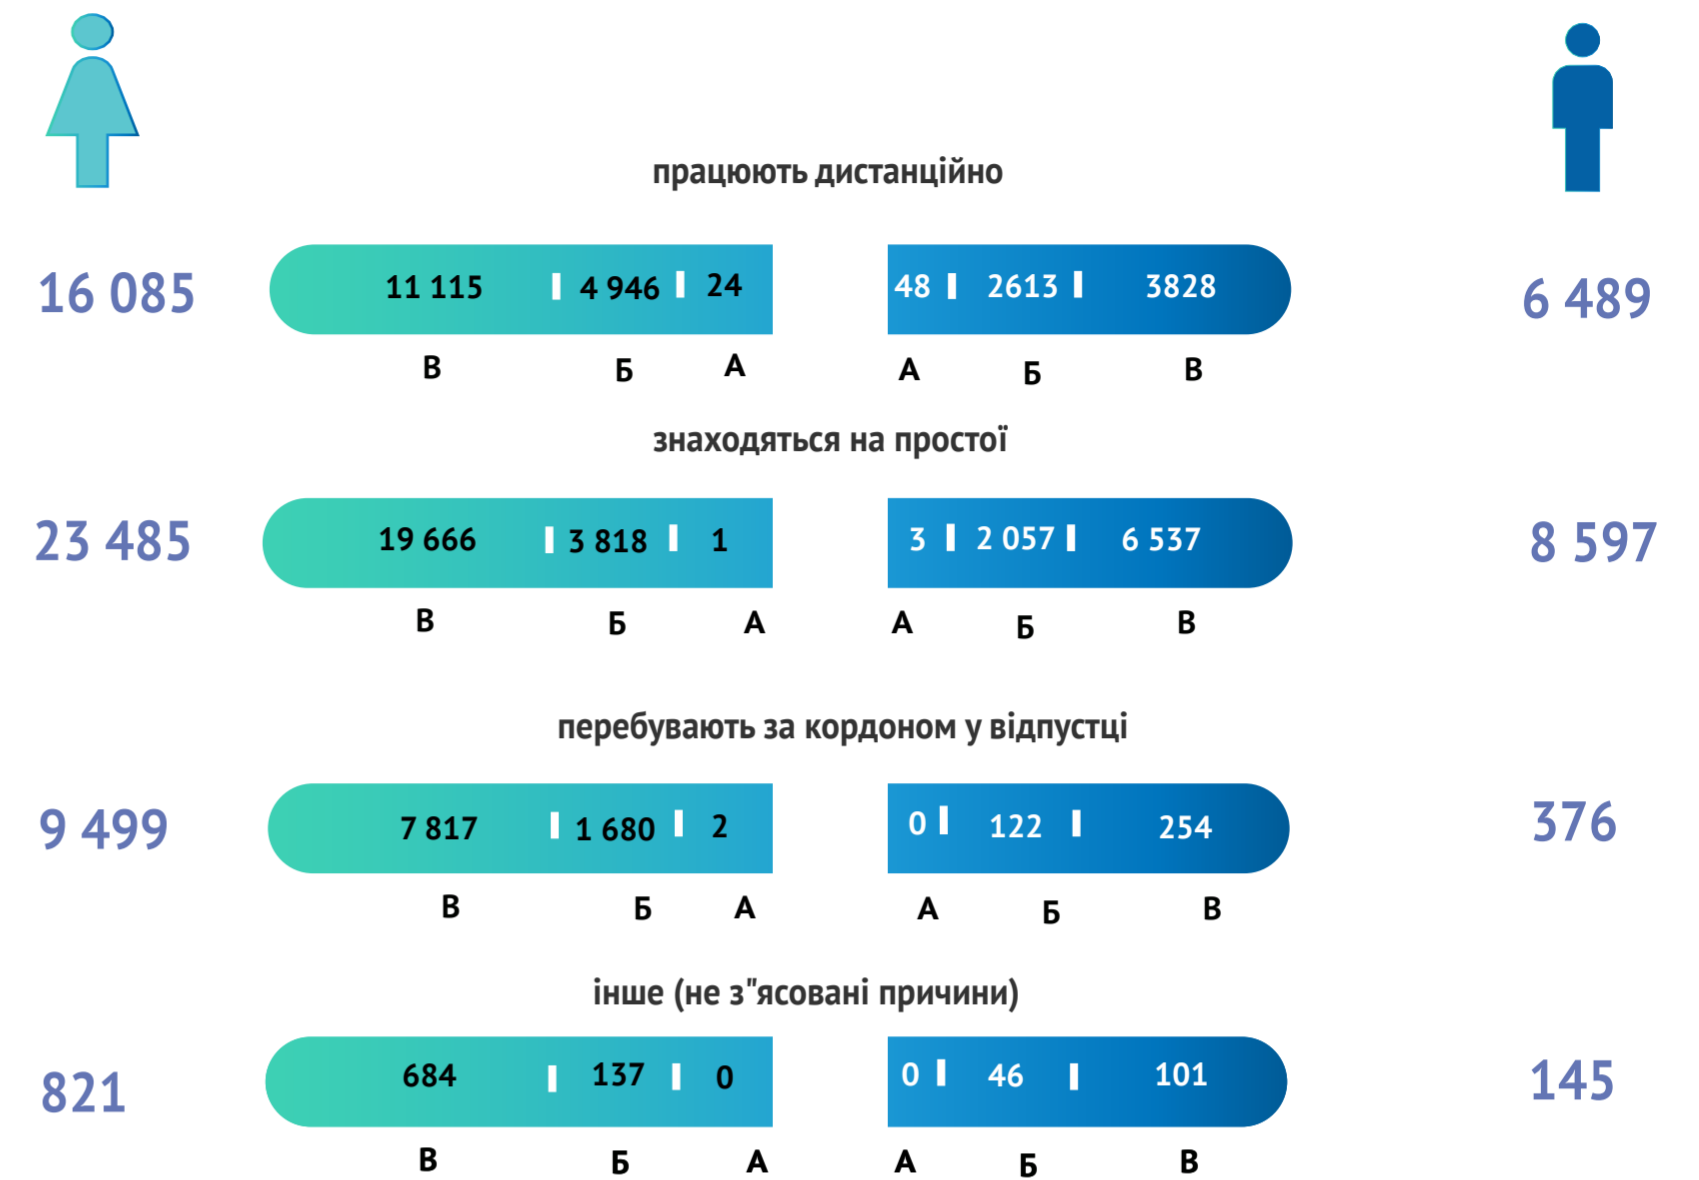 працюють дистанційно
16 085 11 115 4 946 24 48 2613 3828 6 489
В Б А А Б В
знаходяться на простої
23 485 19 666 3 818 1 3 2 057 6 537 8 597
В Б А А Б В
перебувають за кордоном у відпустці
9 499 7 817 1 680 2 0 122 254 376
В Б А А Б В
інше (не з"ясовані причини)
821 684 137 0 0 46 101 145
В Б А А Б В